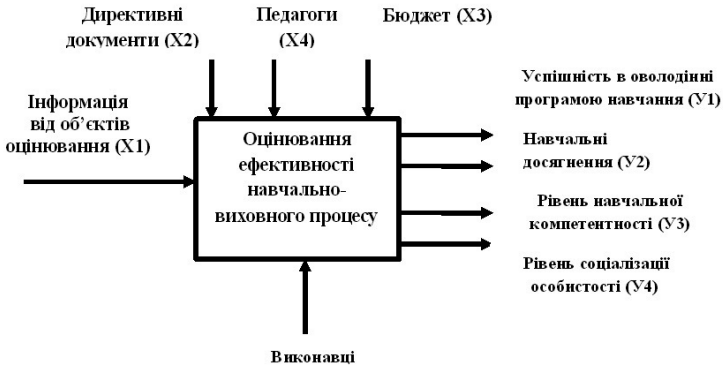 Директивні
документи (Х2)
Педагоги
(Х4)
Бюджет (Х3)
Інформація
від об’єктів
оцінювання (Х1)
Оцінювання
ефективності
навчально-
виховного процесу
Успішність в оволодінні
програмою навчання (У1)
Навчальні
досягнення (У2)
Рівень навчальної
компетентності (У3)
Рівень соціалізації
особистості (У4)
Виконавці